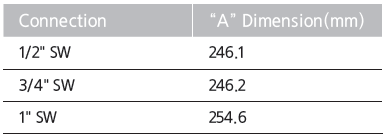 Connection “A” Dimension(mm)
1/2" SW 246.1
3/4" SW 246.2
1" SW 254.6